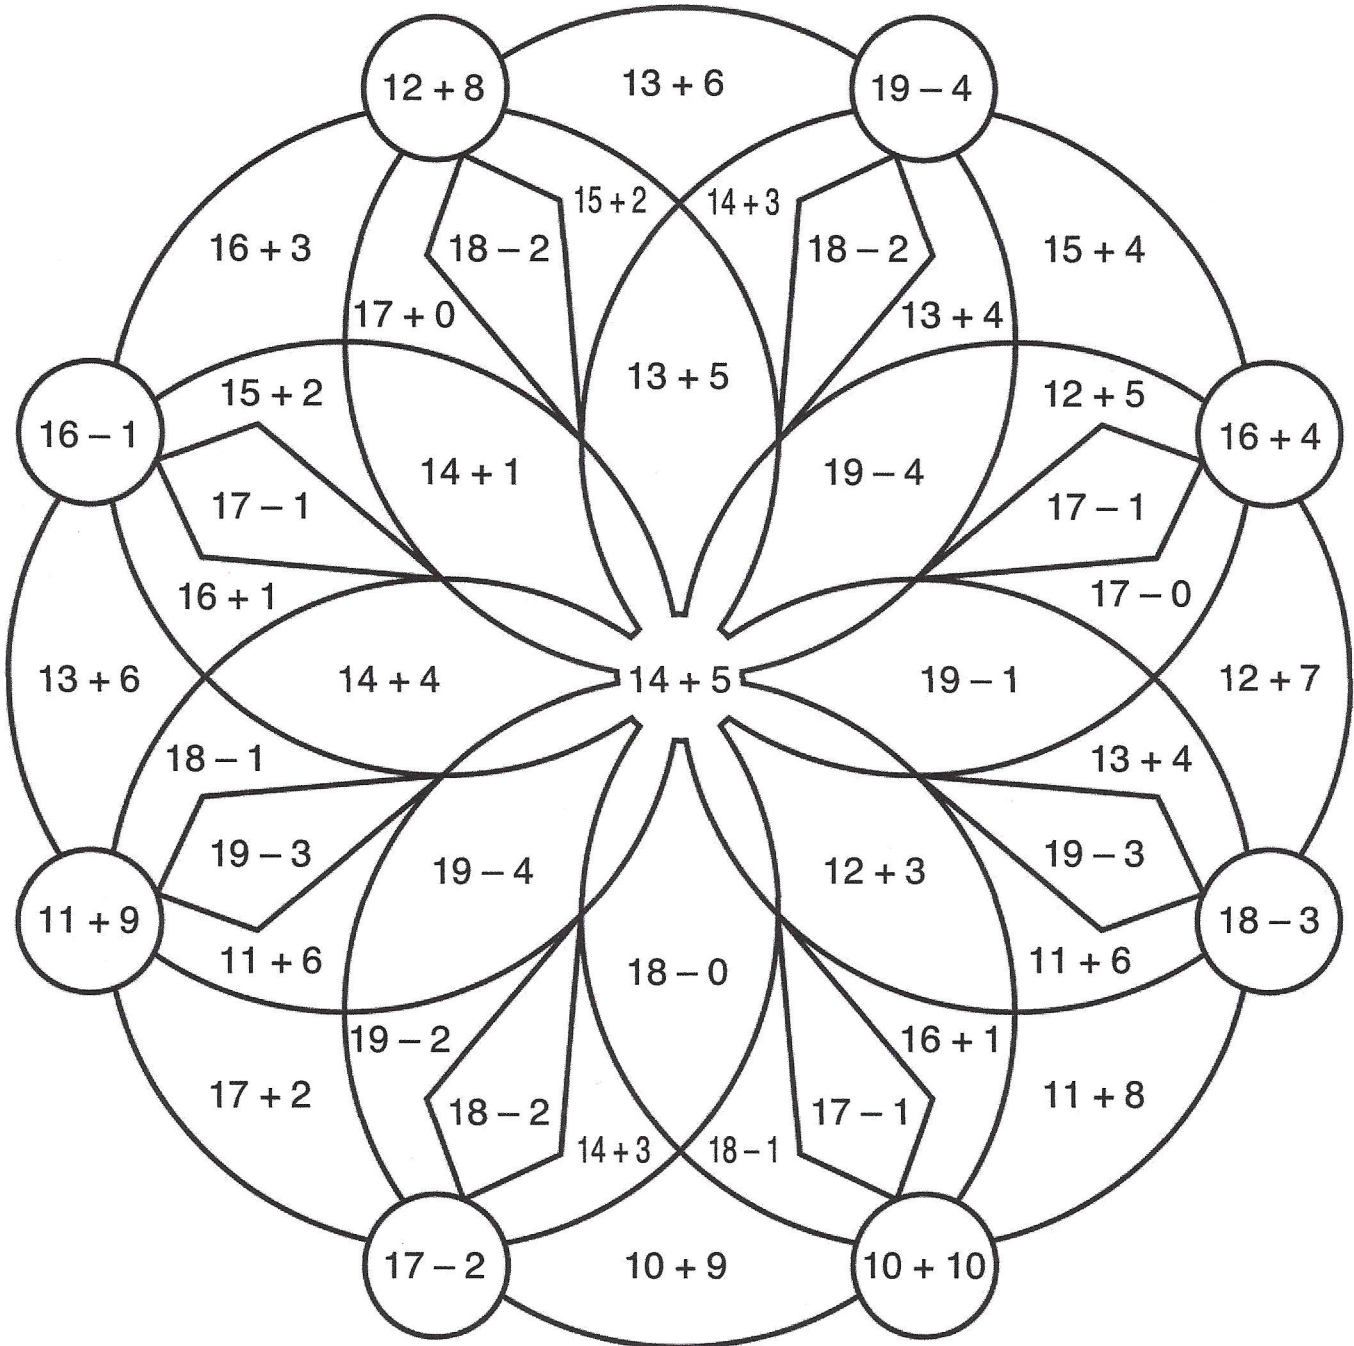 12 + 8
13 + 6
19 – 4
15 + 2
14 + 3
16 + 3
18 – 2
18 – 2
15 + 4
17 + 0
13 + 4
13 + 5
15 + 2
12 + 5
16 – 1
16 + 4
14 + 1
19 – 4
17 – 1
17 – 1
16 + 1
17 – 0
13 + 6
14 + 4
14 + 5
19 – 1
12 + 7
18 – 1
13 + 4
19 – 3
19 – 4
12 + 3
19 – 3
11 + 9
18 – 3
11 + 6
18 – 0
11 + 6
19 – 2
16 + 1
17 + 2
18 – 2
17 – 1
11 + 8
14 + 3
18 – 1
17 – 2
10 + 9
10 + 10